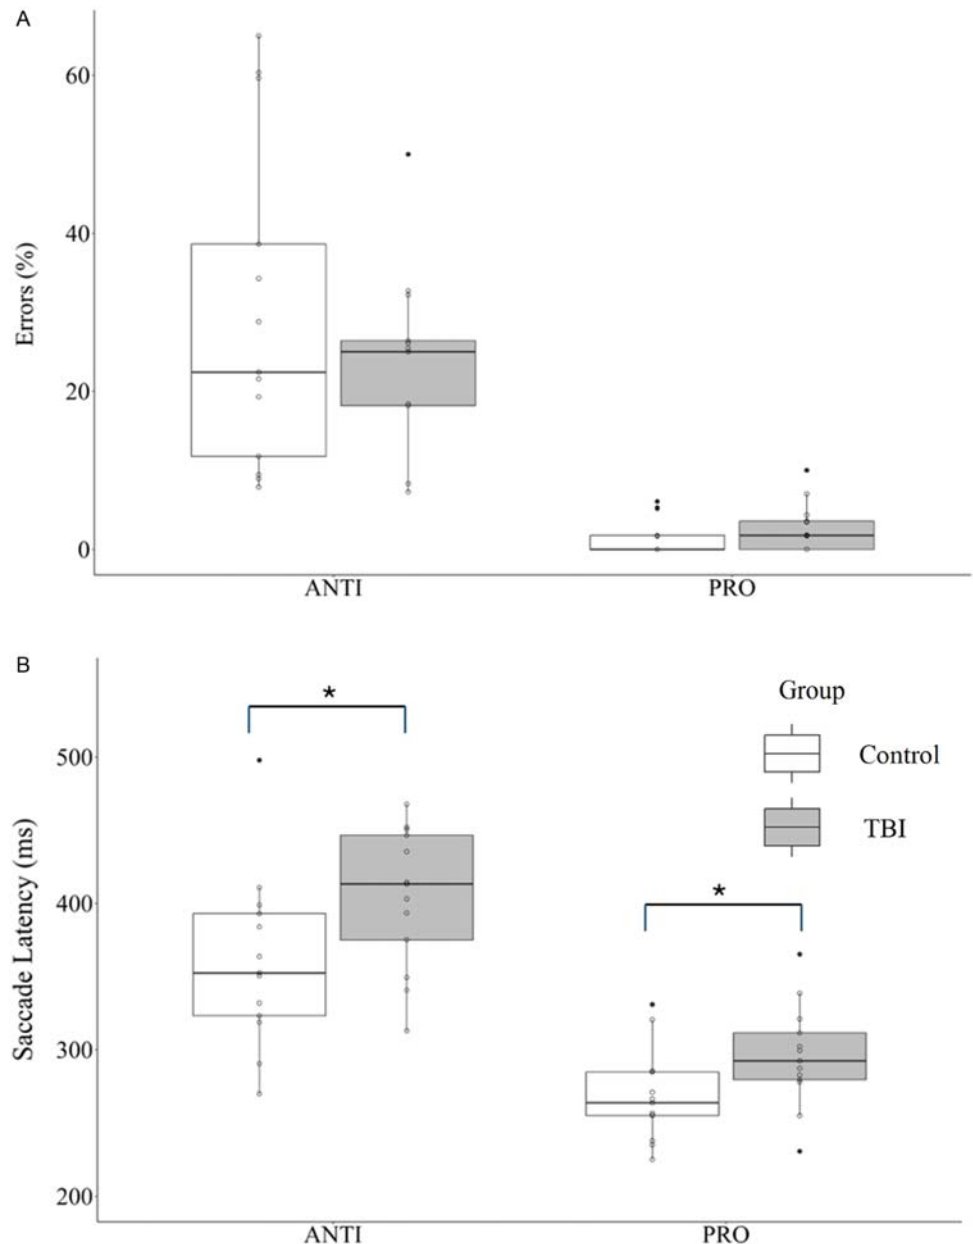 A
Errors (%)
60
40
20
0
ANTI
PRO
B
Saccade Latency (ms)
500
400
300
200
*
*
Group
Control
TBI
ANTI
PRO